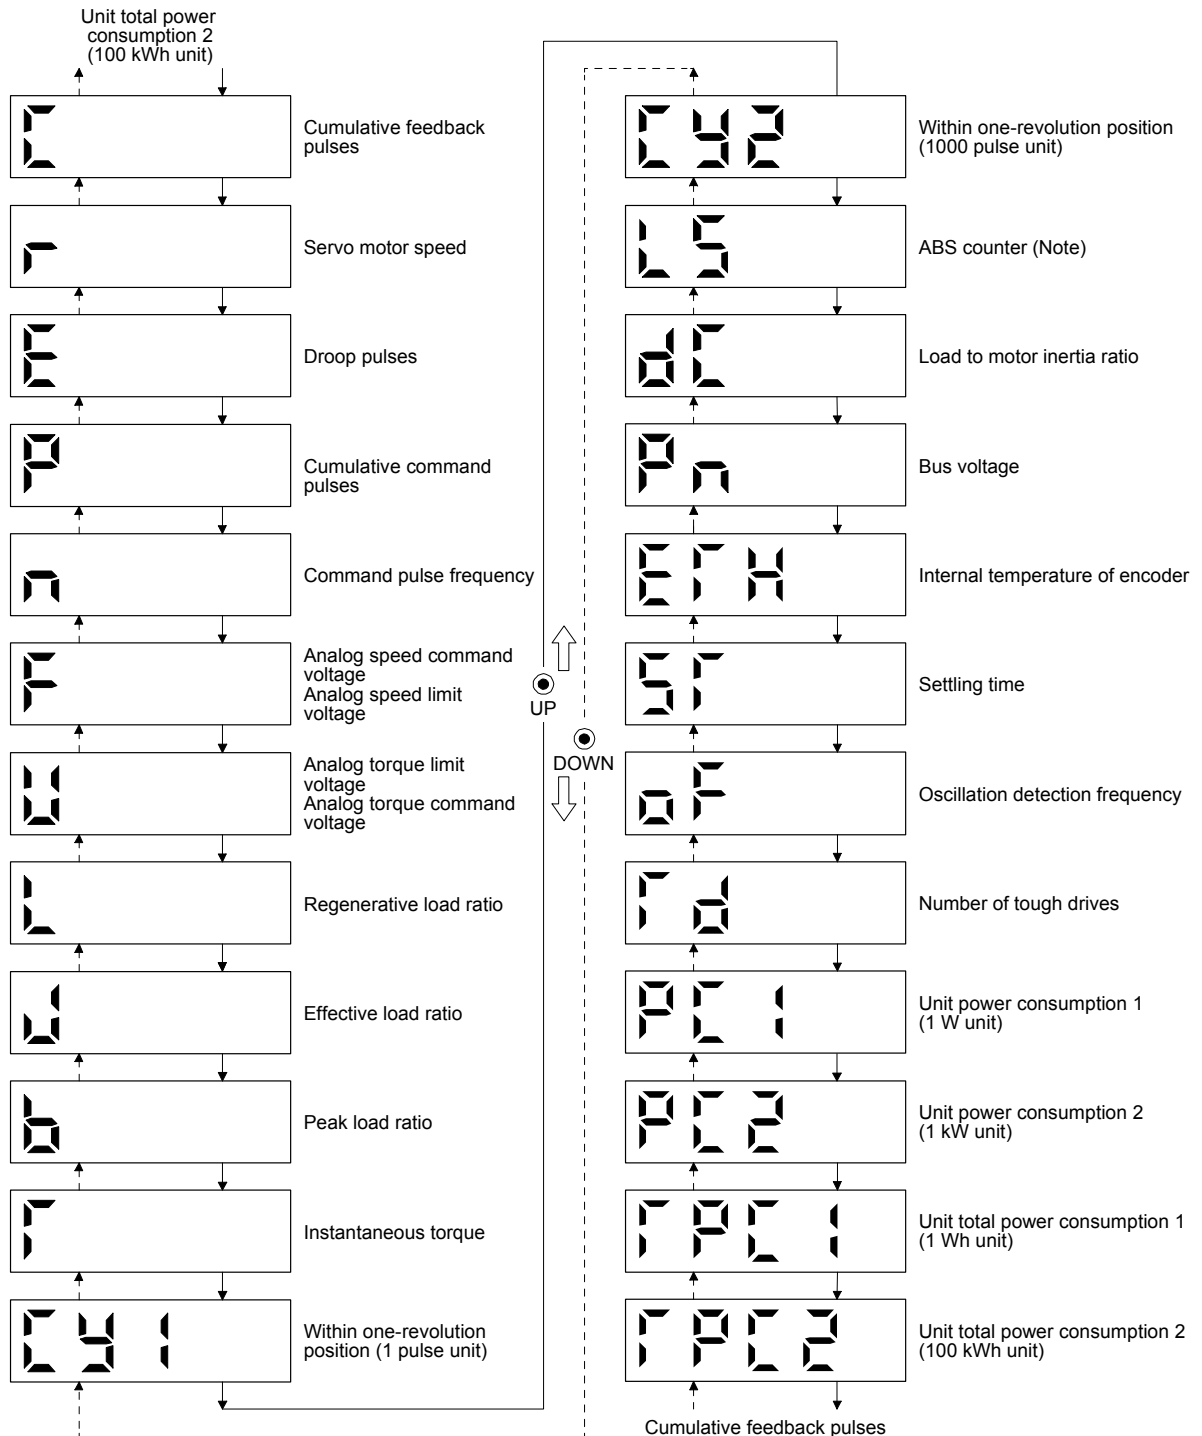 Unit total power
consumption 2
(100 kWh unit)
C
Cumulative feedback
pulses
r
Servo motor speed
E
Droop pulses
P
Cumulative command
pulses
n
Command pulse frequency
F
Analog speed command
voltage
Analog speed limit
voltage
U
Analog torque limit
voltage
Analog torque command
voltage
L
Regenerative load ratio
J
Effective load ratio
b
Peak load ratio
T
Instantaneous torque
Cy1
Within one-revolution
position (1 pulse unit)
UP
DOWN
Cy2
Within one-revolution position
(1000 pulse unit)
LS
ABS counter (Note)
dC
Load to motor inertia ratio
Pn
Bus voltage
ETH
Internal temperature of encoder
ST
Settling time
oF
Oscillation detection frequency
Td
Number of tough drives
PC1
Unit power consumption 1
(1 W unit)
PC2
Unit power consumption 2
(1 kW unit)
TPC1
Unit total power consumption 1
(1 Wh unit)
TPC2
Unit total power consumption 2
(100 kWh unit)
Cumulative feedback pulses